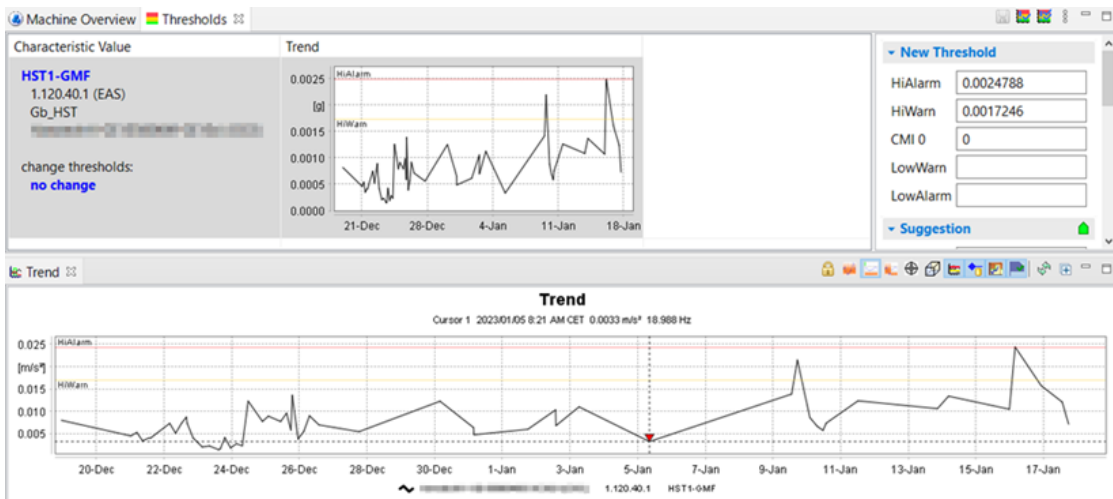 Machine Overview Thresholds
Characteristic Value Trend
HST1-GMF
1.120.40.1 (EAS)
Gb_HST
change thresholds:
no change
HiAlarm
0.0025
[g]
HiWarn
0.0015
0.0010
0.0005
0.0000
21-Dec 28-Dec 4-Jan 11-Jan 18-Jan
New Threshold
HiAlarm 0.0024788
HiWarn 0.0017246
CMI 0 0
LowWarn
LowAlarm
Suggestion
Trend
Trend
Cursor 1 2023/01/05 8:21 AM CET 0.0033 m/s² 18.988 Hz
HiAlarm
0.025
[m/s²]
HiWarn
0.015
0.010
0.005
20-Dec 22-Dec 24-Dec 26-Dec 28-Dec 30-Dec 1-Jan 3-Jan 5-Jan 7-Jan 9-Jan 11-Jan 13-Jan 15-Jan 17-Jan
1.120.40.1 HST1-GMF